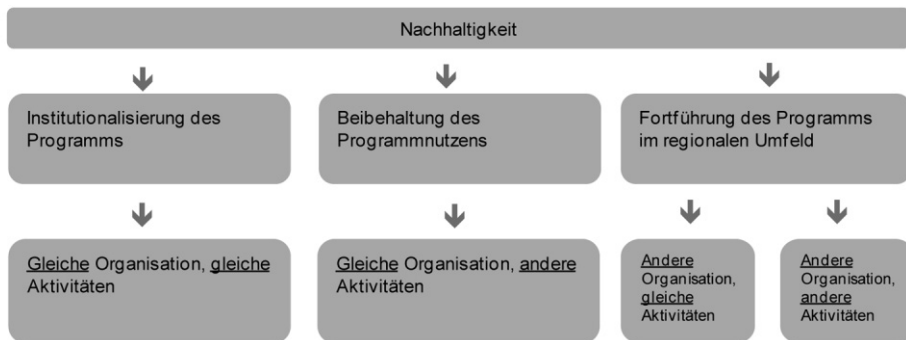 Nachhaltigkeit
Institutionalisierung des
Programms
Beibehaltung des
Programmnutzens
Fortführung des Programms
im regionalen Umfeld
Gleiche Organisation, gleiche
Aktivitäten
Gleiche Organisation, andere
Aktivitäten
Andere
Organisation,
gleiche
Aktivitäten
Andere
Organisation,
andere
Aktivitäten